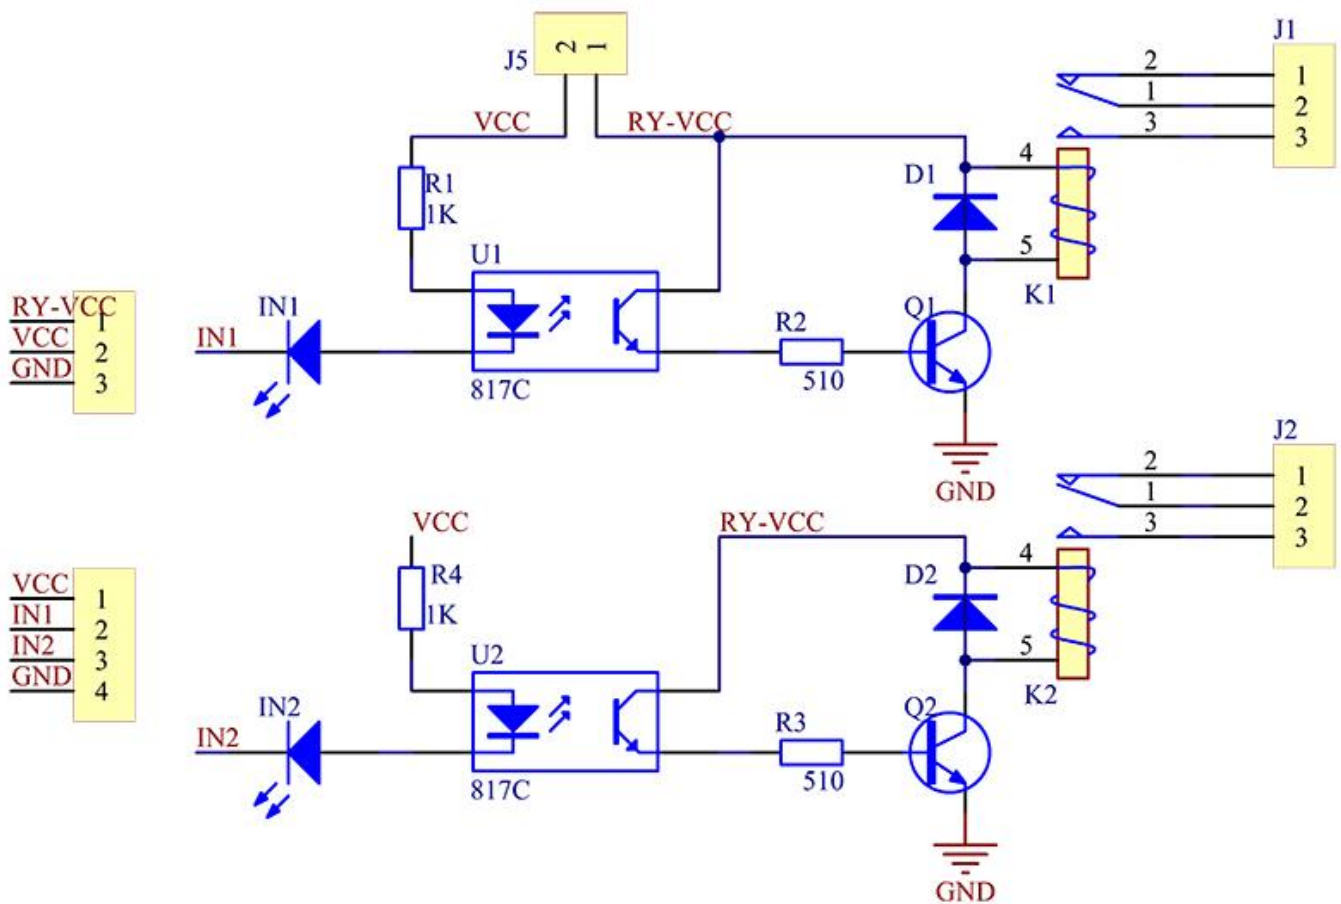 J5
2 1
VCC
RY-VCC
J1
2
1
3
1
2
3
R1
1K
D1
4
5
K1
U1
817C
RY-VCC
VCC
GND
1
2
3
IN1
IN1
R2
510
Q1
GND
J2
2
1
3
1
2
3
VCC
RY-VCC
R4
1K
D2
4
5
K2
U2
817C
VCC
IN1
IN2
GND
1
2
3
4
IN2
IN2
R3
510
Q2
GND